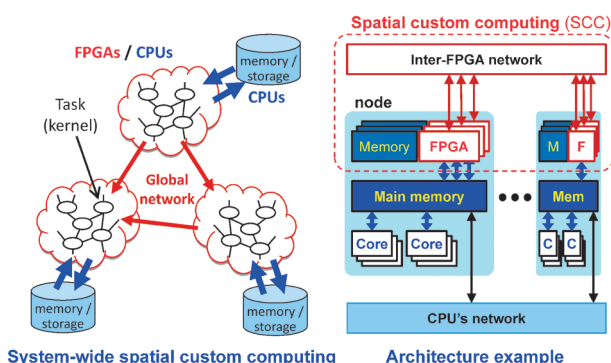 FPGAs / CPUs
memory /
storage
CPUs
Task
(kernel)
Global
network
memory /
storage
memory /
storage
System-wide spatial custom computing
Spatial custom computing (SCC)
Inter-FPGA network
node
Memory
FPGA
M
F
Main memory
Mem
Core
Core
C
C
CPU's network
Architecture example